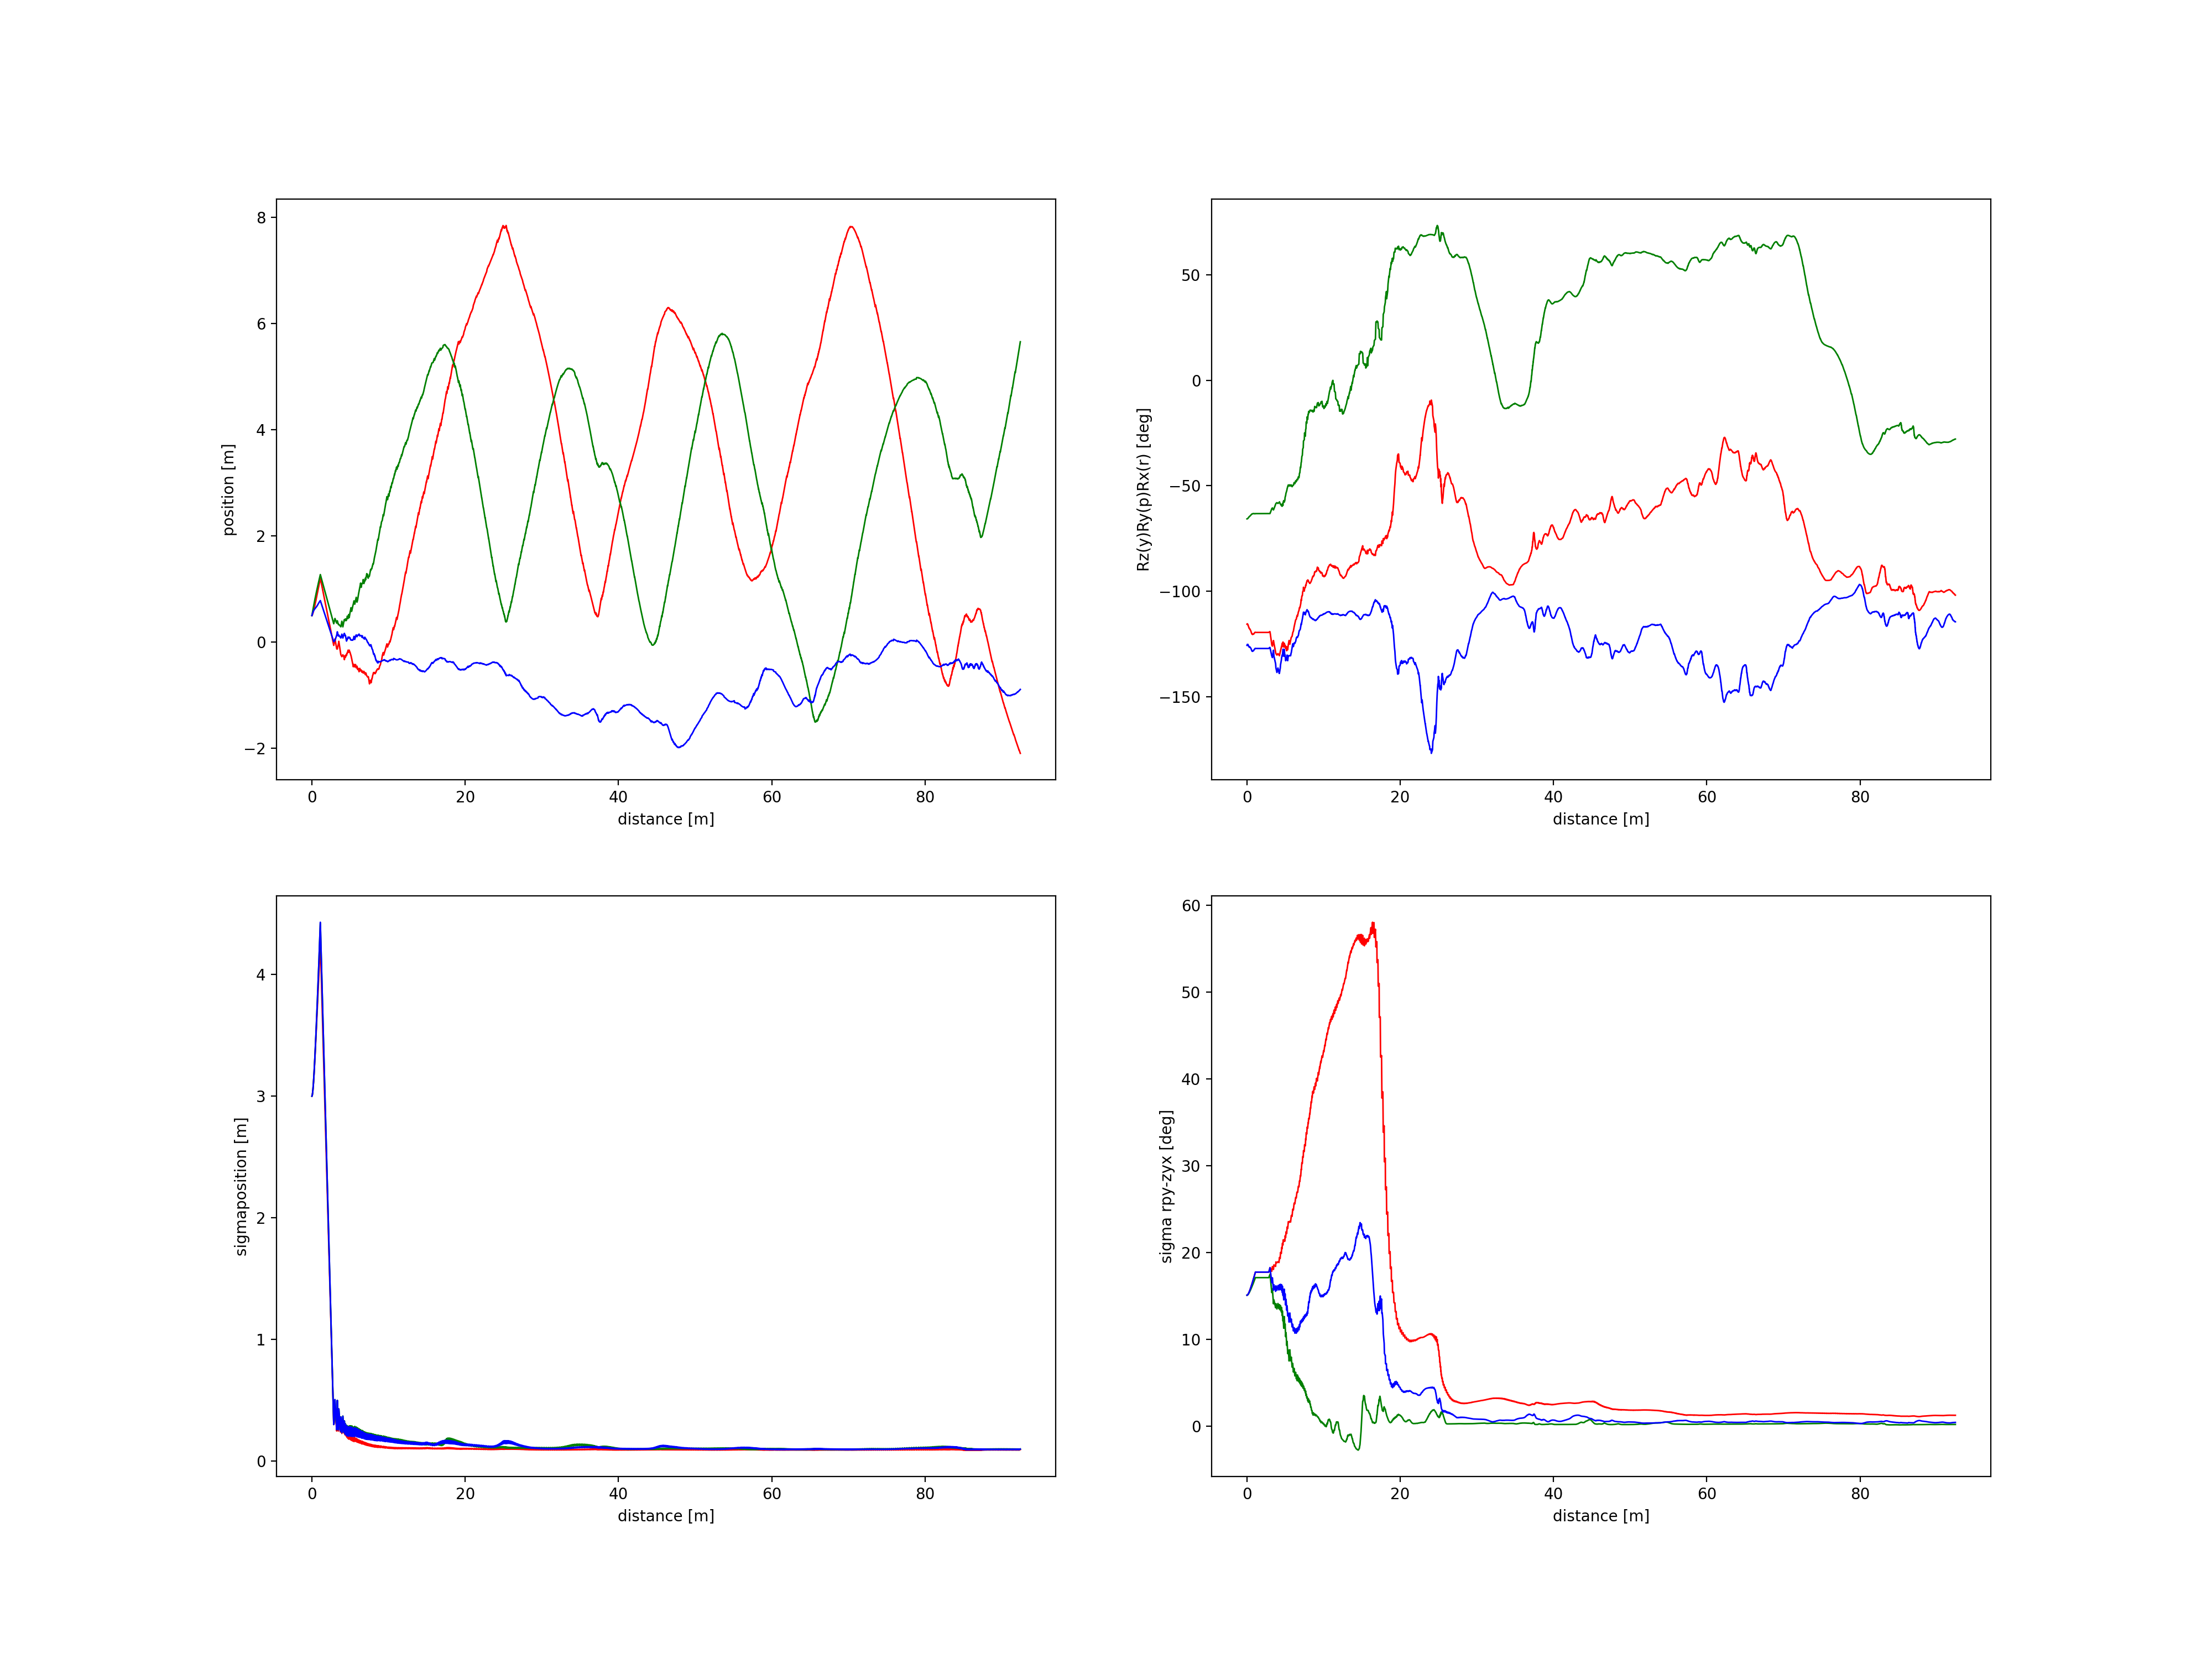 8
6
4
2
0
−2
position [m]
0 20 40 60 80
distance [m]
50
0
−50
−100
−150
Rz(y)Ry(p)Rx(r) [deg]
0 20 40 60 80
distance [m]
4
3
2
1
0
sigmaposition [m]
0 20 40 60 80
distance [m]
60
50
40
30
20
10
0
sigma rpy-zyx [deg]
0 20 40 60 80
distance [m]